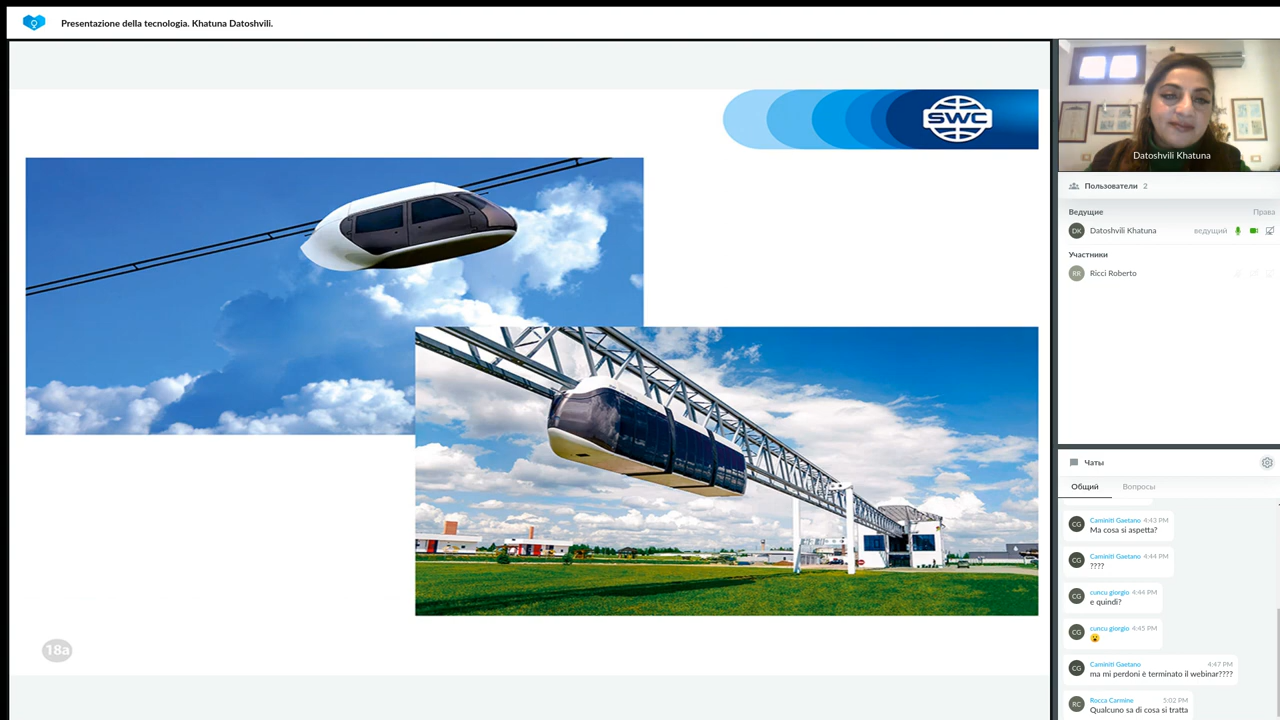 Presentazione della tecnologia. Khatuna Datoshvili.
SWC
18a
Datoshvili Khatuna
Пользователи 2
Ведущие Права
DK Datoshvili Khatuna ведущий
Участники
RR Ricci Roberto
Чаты
Общий Вопросы
CG Caminiti Gaetano 4:43 PM
Ma cosa si aspetta?
CG Caminiti Gaetano 4:44 PM
????
CG cuncu giorgio 4:44 PM
e quindi?
CG cuncu giorgio 4:45 PM
😮
CG Caminiti Gaetano 4:47 PM
ma mi perdoni è terminato il webinar????
RC Rocca Carmine 5:02 PM
Qualcuno sa di cosa si tratta